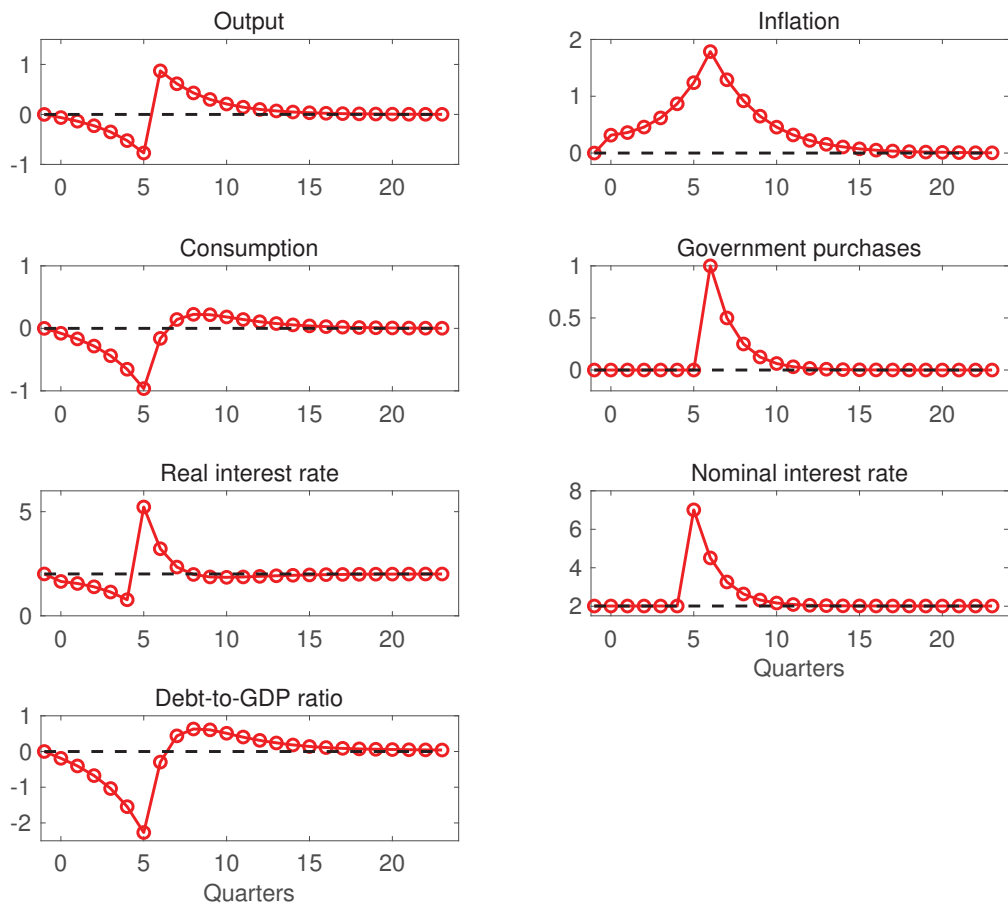 Output
1
0
-1
0 5 10 15 20
Inflation
2
1
0
0 5 10 15 20
Consumption
1
0
-1
0 5 10 15 20
Government purchases
1
0.5
0
0 5 10 15 20
Real interest rate
5
0
0 5 10 15 20
Nominal interest rate
8
6
4
2
0 5 10 15 20
Quarters
Debt-to-GDP ratio
1
0
-1
-2
0 5 10 15 20
Quarters